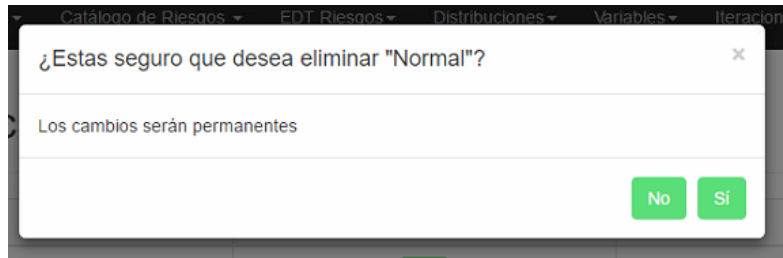 Catálogo de Riesgos EDT Riesgos Distribuciones Variables Iteracion
¿Estas seguro que desea eliminar "Normal"?
×
Los cambios serán permanentes
No Sí